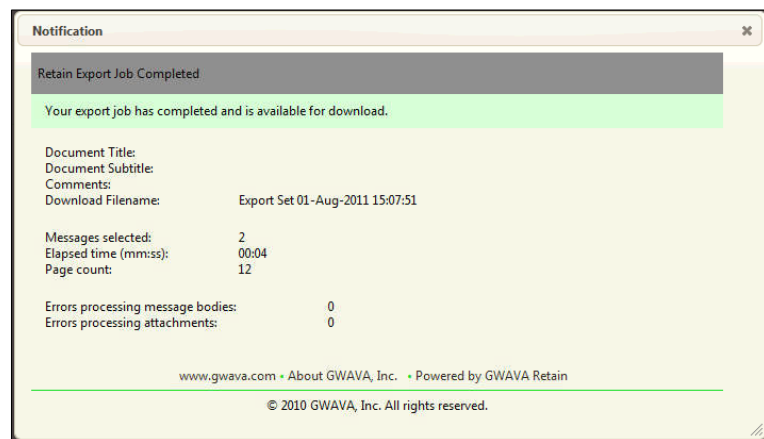 Notification
Retain Export Job Completed
Your export job has completed and is available for download.
Document Title:
Document Subtitle:
Comments:
Download Filename: Export Set 01-Aug-2011 15:07:51
Messages selected: 2
Elapsed time (mm:ss): 00:04
Page count: 12
Errors processing message bodies: 0
Errors processing attachments: 0
www.gwava.com • About GWAVA, Inc. • Powered by GWAVA Retain
© 2010 GWAVA, Inc. All rights reserved.